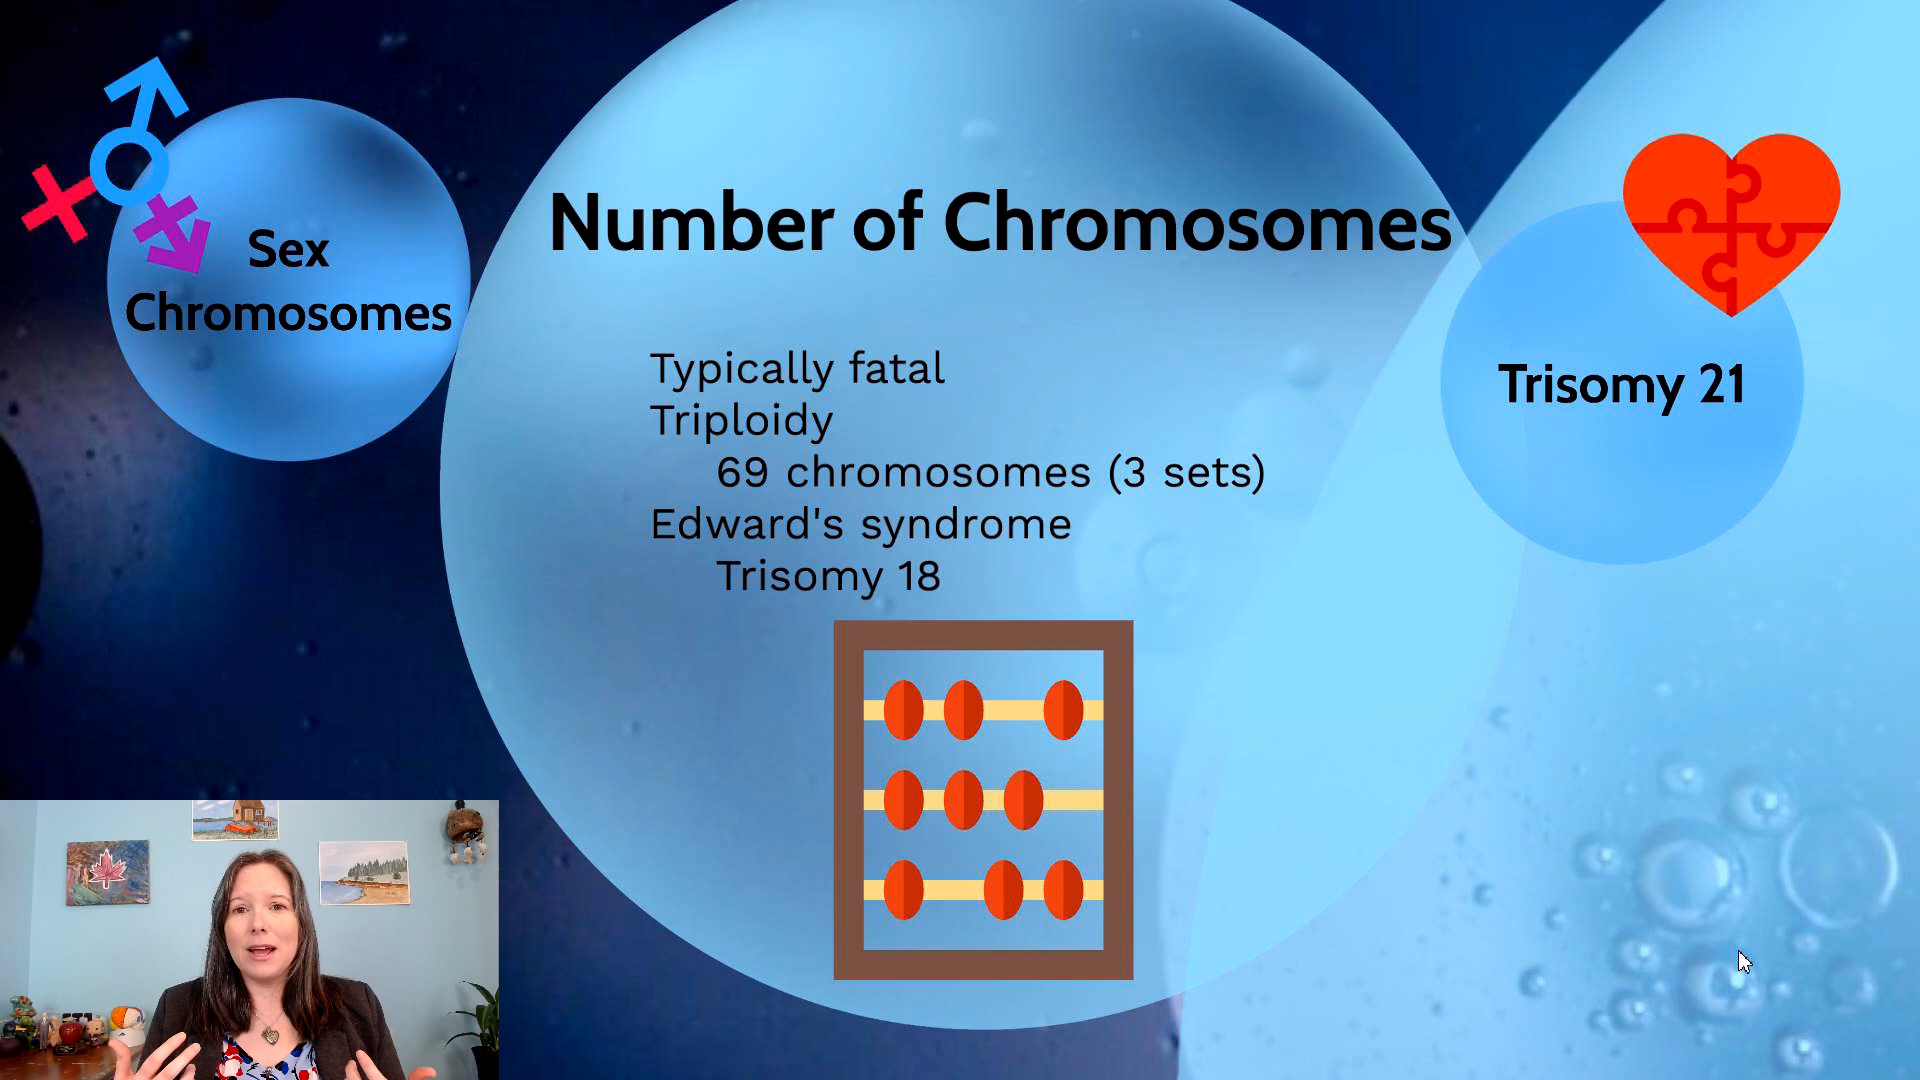 Sex
Chromosomes
Number of Chromosomes
Typically fatal
Triploidy
69 chromosomes (3 sets)
Edward's syndrome
Trisomy 18
Trisomy 21